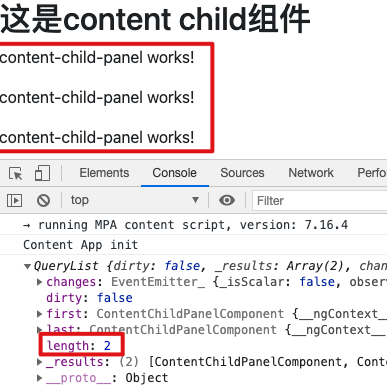 这是content child组件
content-child-panel works!
content-child-panel works!
content-child-panel works!
Elements Console Sources Network Perfo
top Filter
→ running MPA content script, version: 7.16.4
Content App init
▼QueryList {dirty: false, _results: Array(2), chan
▶ changes: EventEmitter_ {_isScalar: false, observ
dirty: false
▶ first: ContentChildPanelComponent {__ngContext__
▶ last: ContentChildPanelComponent {__ngContext__
length: 2
▶ _results: (2) [ContentChildPanelComponent, Conte
▶ __proto__: Object